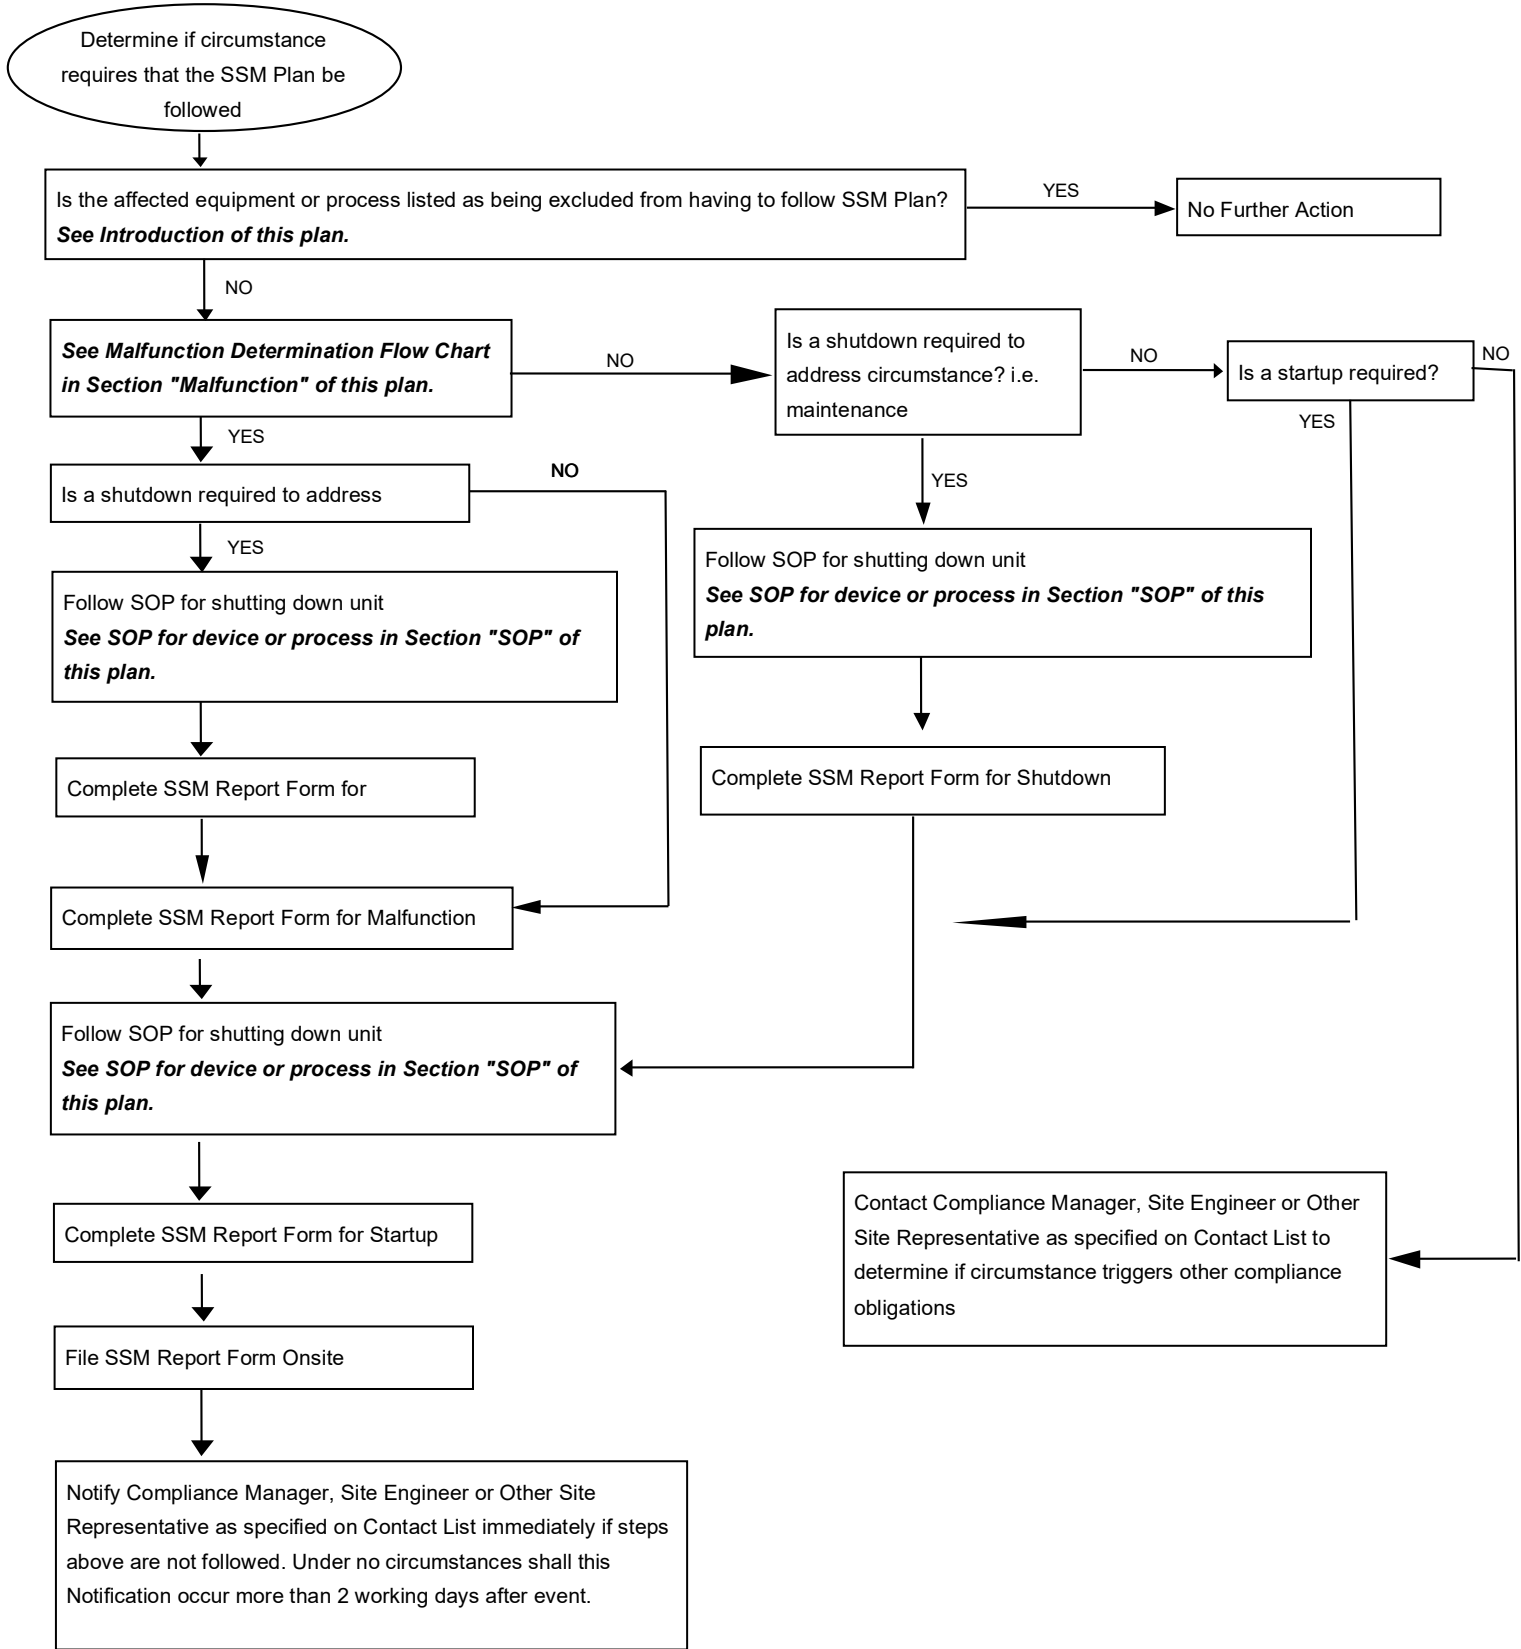 Determine if circumstance
requires that the SSM Plan be
followed
Is the affected equipment or process listed as being excluded from having to follow SSM Plan?
See Introduction of this plan.
YES
No Further Action
NO
See Malfunction Determination Flow Chart
in Section "Malfunction" of this plan.
NO
Is a shutdown required to
address circumstance? i.e.
maintenance
NO
Is a startup required?
NO
YES
YES
Is a shutdown required to address
NO
YES
YES
Follow SOP for shutting down unit
See SOP for device or process in Section "SOP" of
this plan.
Follow SOP for shutting down unit
See SOP for device or process in Section "SOP" of this
plan.
Complete SSM Report Form for
Complete SSM Report Form for Shutdown
Complete SSM Report Form for Malfunction
Follow SOP for shutting down unit
See SOP for device or process in Section "SOP" of
this plan.
Complete SSM Report Form for Startup
Contact Compliance Manager, Site Engineer or Other
Site Representative as specified on Contact List to
determine if circumstance triggers other compliance
obligations
File SSM Report Form Onsite
Notify Compliance Manager, Site Engineer or Other Site
Representative as specified on Contact List immediately if steps
above are not followed. Under no circumstances shall this
Notification occur more than 2 working days after event.